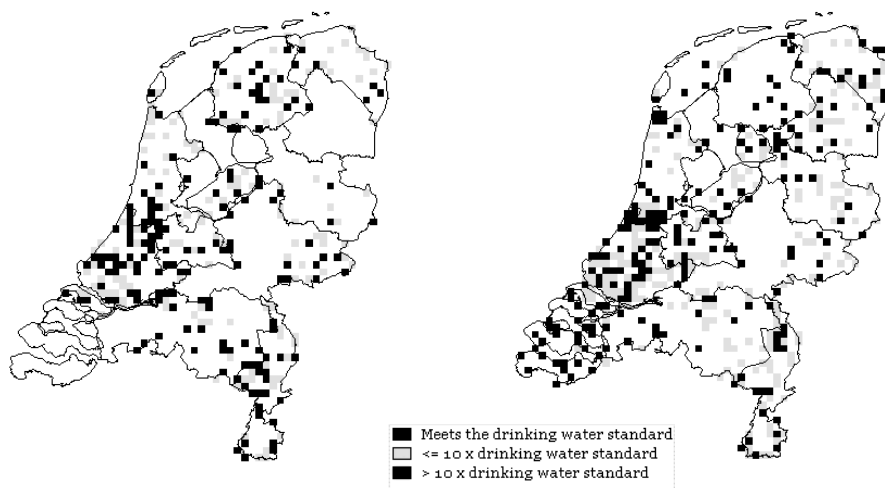 Meets the drinking water standard
<= 10 x drinking water standard
> 10 x drinking water standard